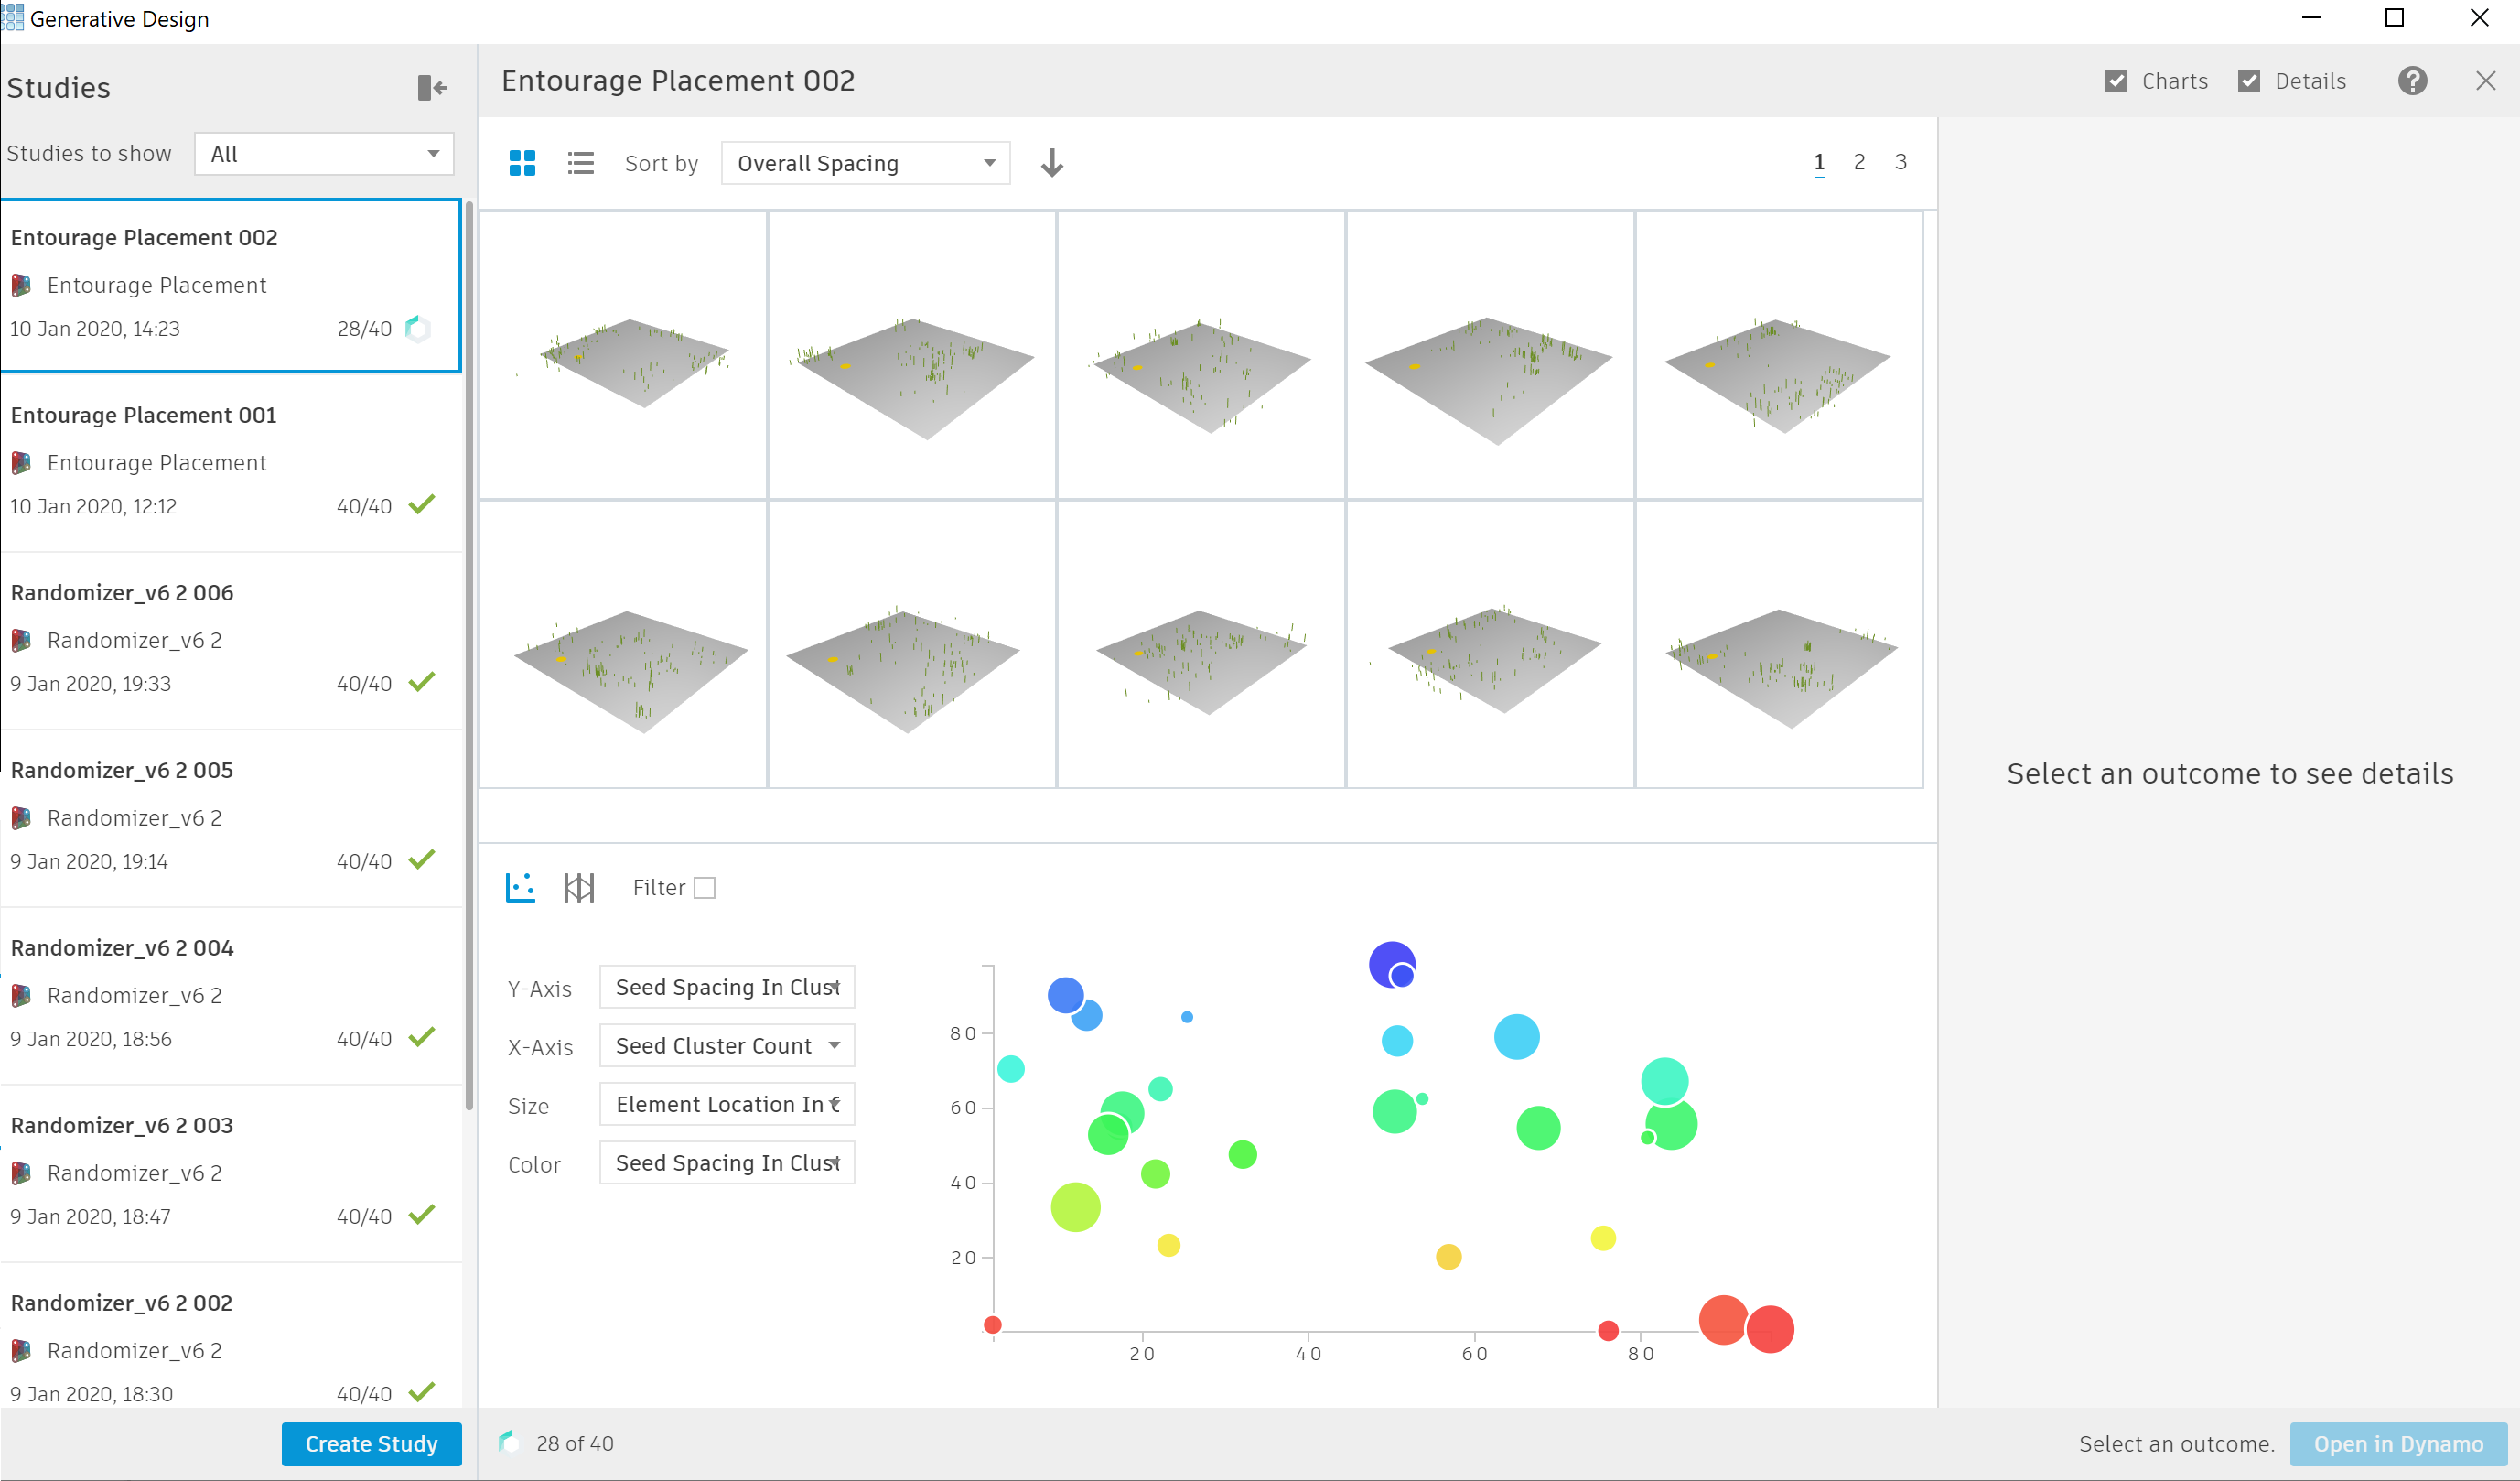 Generative Design
Studies
Studies to show All
Entourage Placement 002
Entourage Placement
10 Jan 2020, 14:23 28/40
Entourage Placement 001
Entourage Placement
10 Jan 2020, 12:12 40/40
Randomizer_v6 2 006
Randomizer_v6 2
9 Jan 2020, 19:33 40/40
Randomizer_v6 2 005
Randomizer_v6 2
9 Jan 2020, 19:14 40/40
Randomizer_v6 2 004
Randomizer_v6 2
9 Jan 2020, 18:56 40/40
Randomizer_v6 2 003
Randomizer_v6 2
9 Jan 2020, 18:47 40/40
Randomizer_v6 2 002
Randomizer_v6 2
9 Jan 2020, 18:30 40/40
Create Study
Entourage Placement 002
Charts Details ?
Sort by Overall Spacing
1 2 3
Filter
Y-Axis Seed Spacing In Clust
X-Axis Seed Cluster Count
Size Element Location In
Color Seed Spacing In Clust
80
60
40
20
20 40 60 80
Select an outcome to see details
28 of 40
Select an outcome. Open in Dynamo